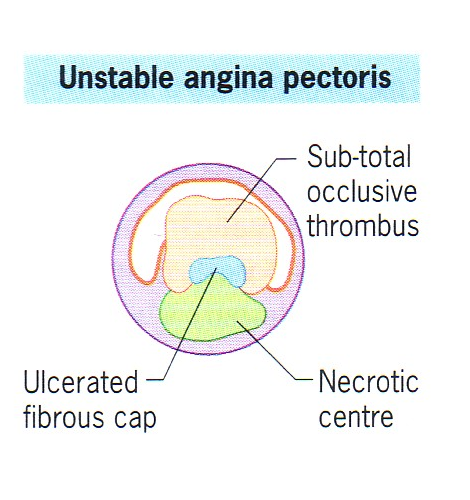 Unstable angina pectoris
Sub-total
occlusive
thrombus
Ulcerated
fibrous cap
Necrotic
centre